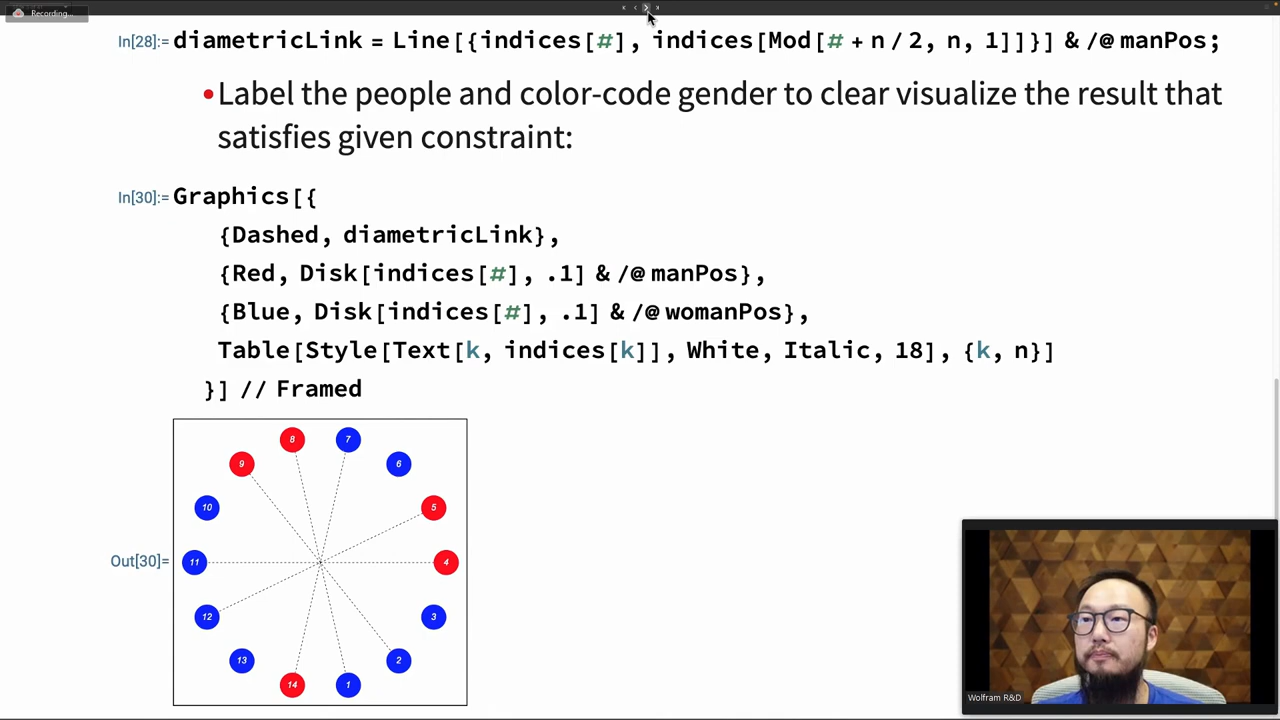 Recording...
In[28]:= diametricLink = Line[{indices[#], indices[Mod[# + n / 2, n, 1]]}] & /@ manPos;
•Label the people and color-code gender to clear visualize the result that
satisfies given constraint:
In[30]:= Graphics[{
{Dashed, diametricLink},
{Red, Disk[indices[#], .1] & /@ manPos},
{Blue, Disk[indices[#], .1] & /@ womanPos},
Table[Style[Text[k, indices[k]], White, Italic, 18], {k, n}]
}] // Framed
8 7
9 6
10 5
Out[30]= 11 4
12 3
13 2
14 1
Wolfram R&D